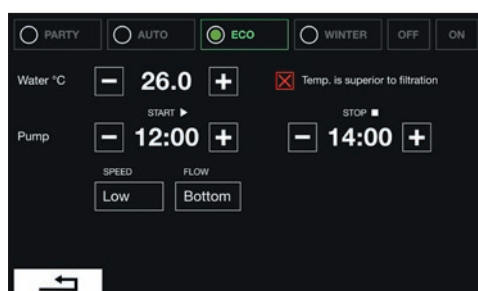 PARTY AUTO ECO WINTER OFF ON
Water °C - 26.0 + Temp. is superior to filtration
START STOP
Pump - 12:00 + - 14:00 +
SPEED FLOW
Low Bottom